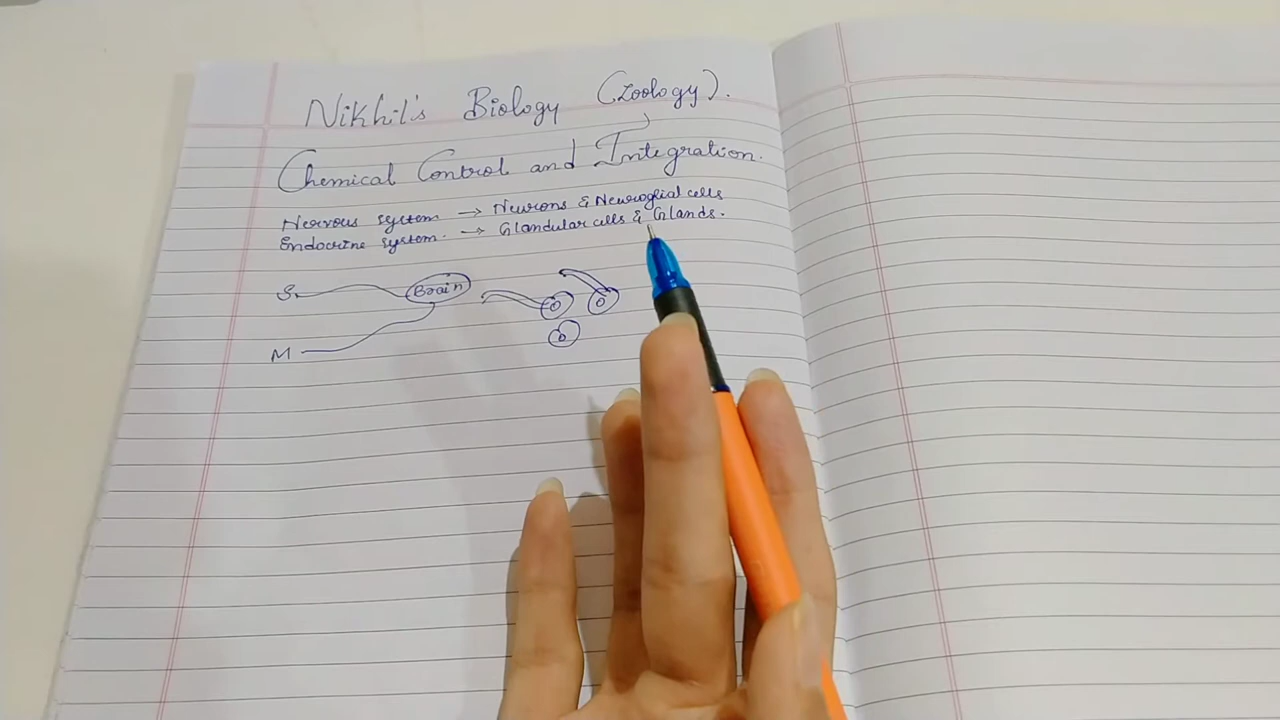 Nikhil's Biology (Zoology).
Chemical Control and Integration.
Nervous system → Neurons & Neuroglial cells
Endocrine system. → Glandular cells & Glands.
S
Brain
M